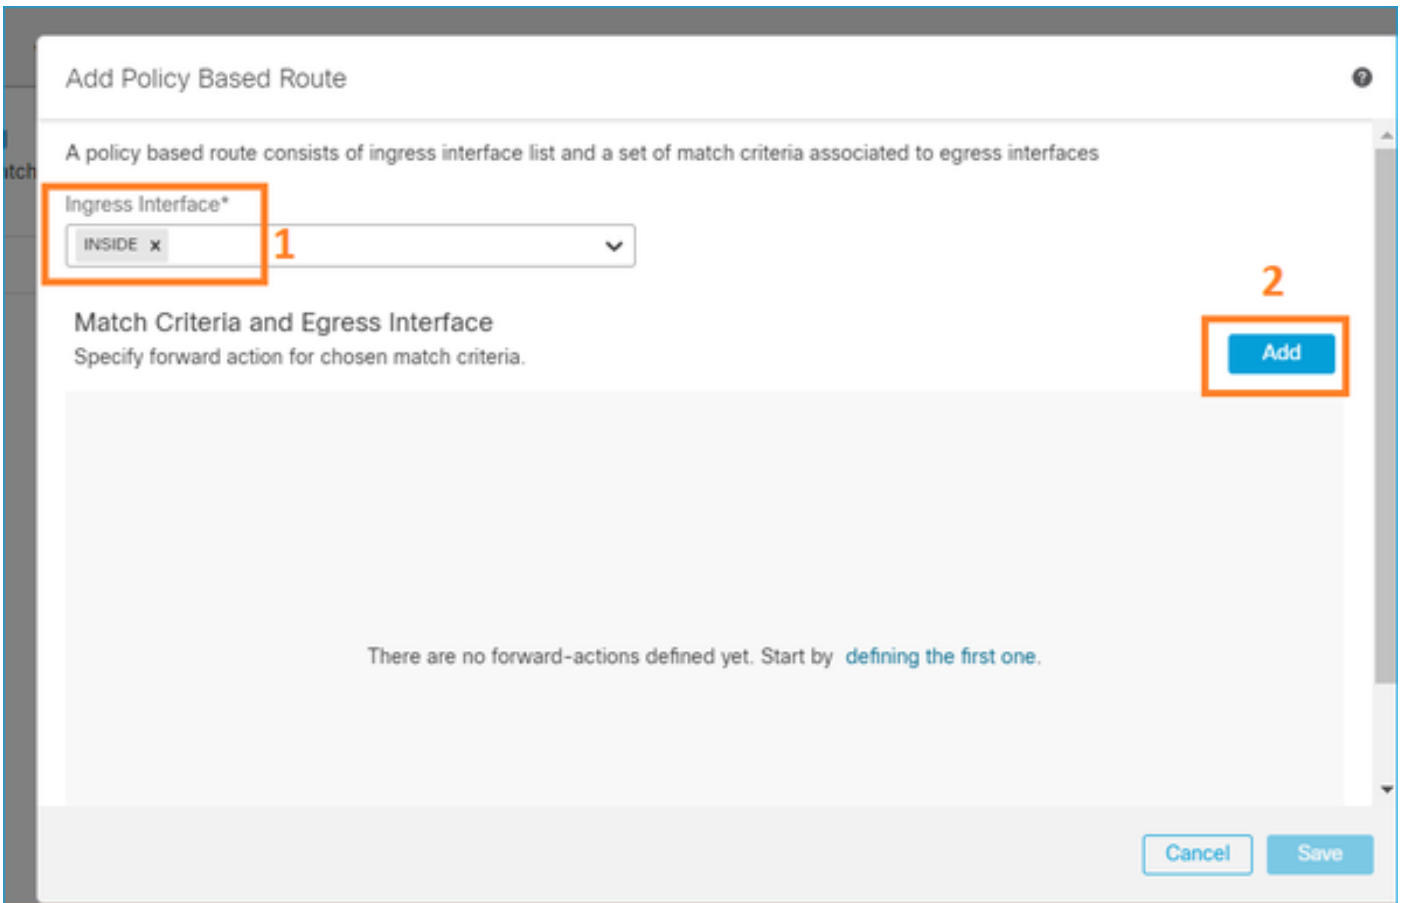 Add Policy Based Route
?
A policy based route consists of ingress interface list and a set of match criteria associated to egress interfaces
atch
Ingress Interface*
INSIDE x
1
2
Match Criteria and Egress Interface
Add
Specify forward action for chosen match criteria.
There are no forward-actions defined yet. Start by defining the first one.
Cancel Save